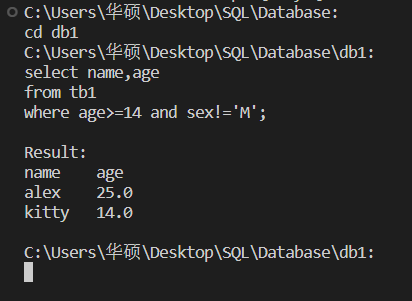 C:\Users\华硕\Desktop\SQL\Database:
cd db1
C:\Users\华硕\Desktop\SQL\Database\db1:
select name,age
from tb1
where age>=14 and sex!='M';
Result:
name    age
alex    25.0
kitty   14.0
C:\Users\华硕\Desktop\SQL\Database\db1: